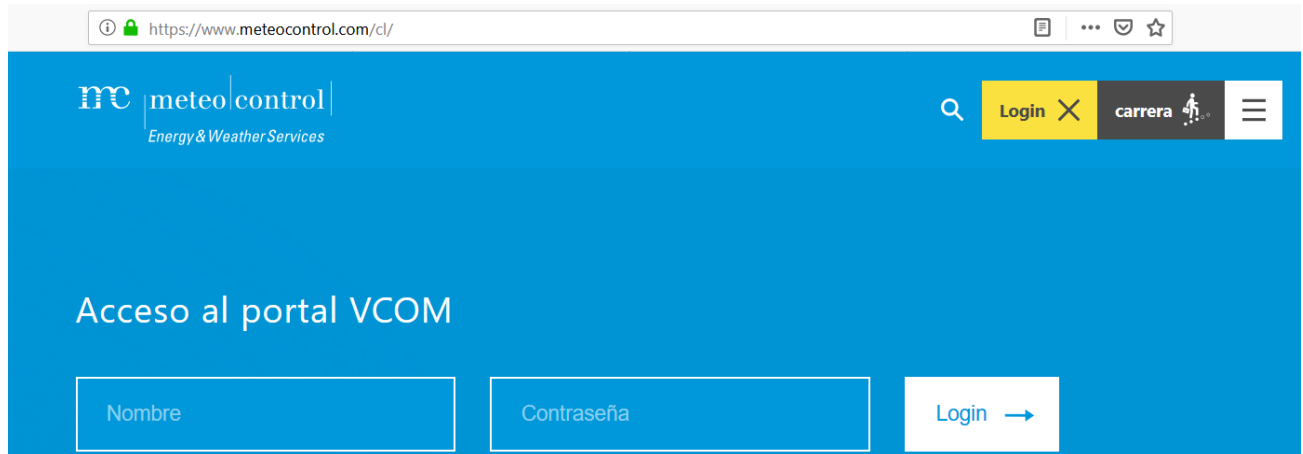 https://www.meteocontrol.com/cl/
mc meteo control
Energy & Weather Services
Login
carrera
Acceso al portal VCOM
Nombre
Contraseña
Login